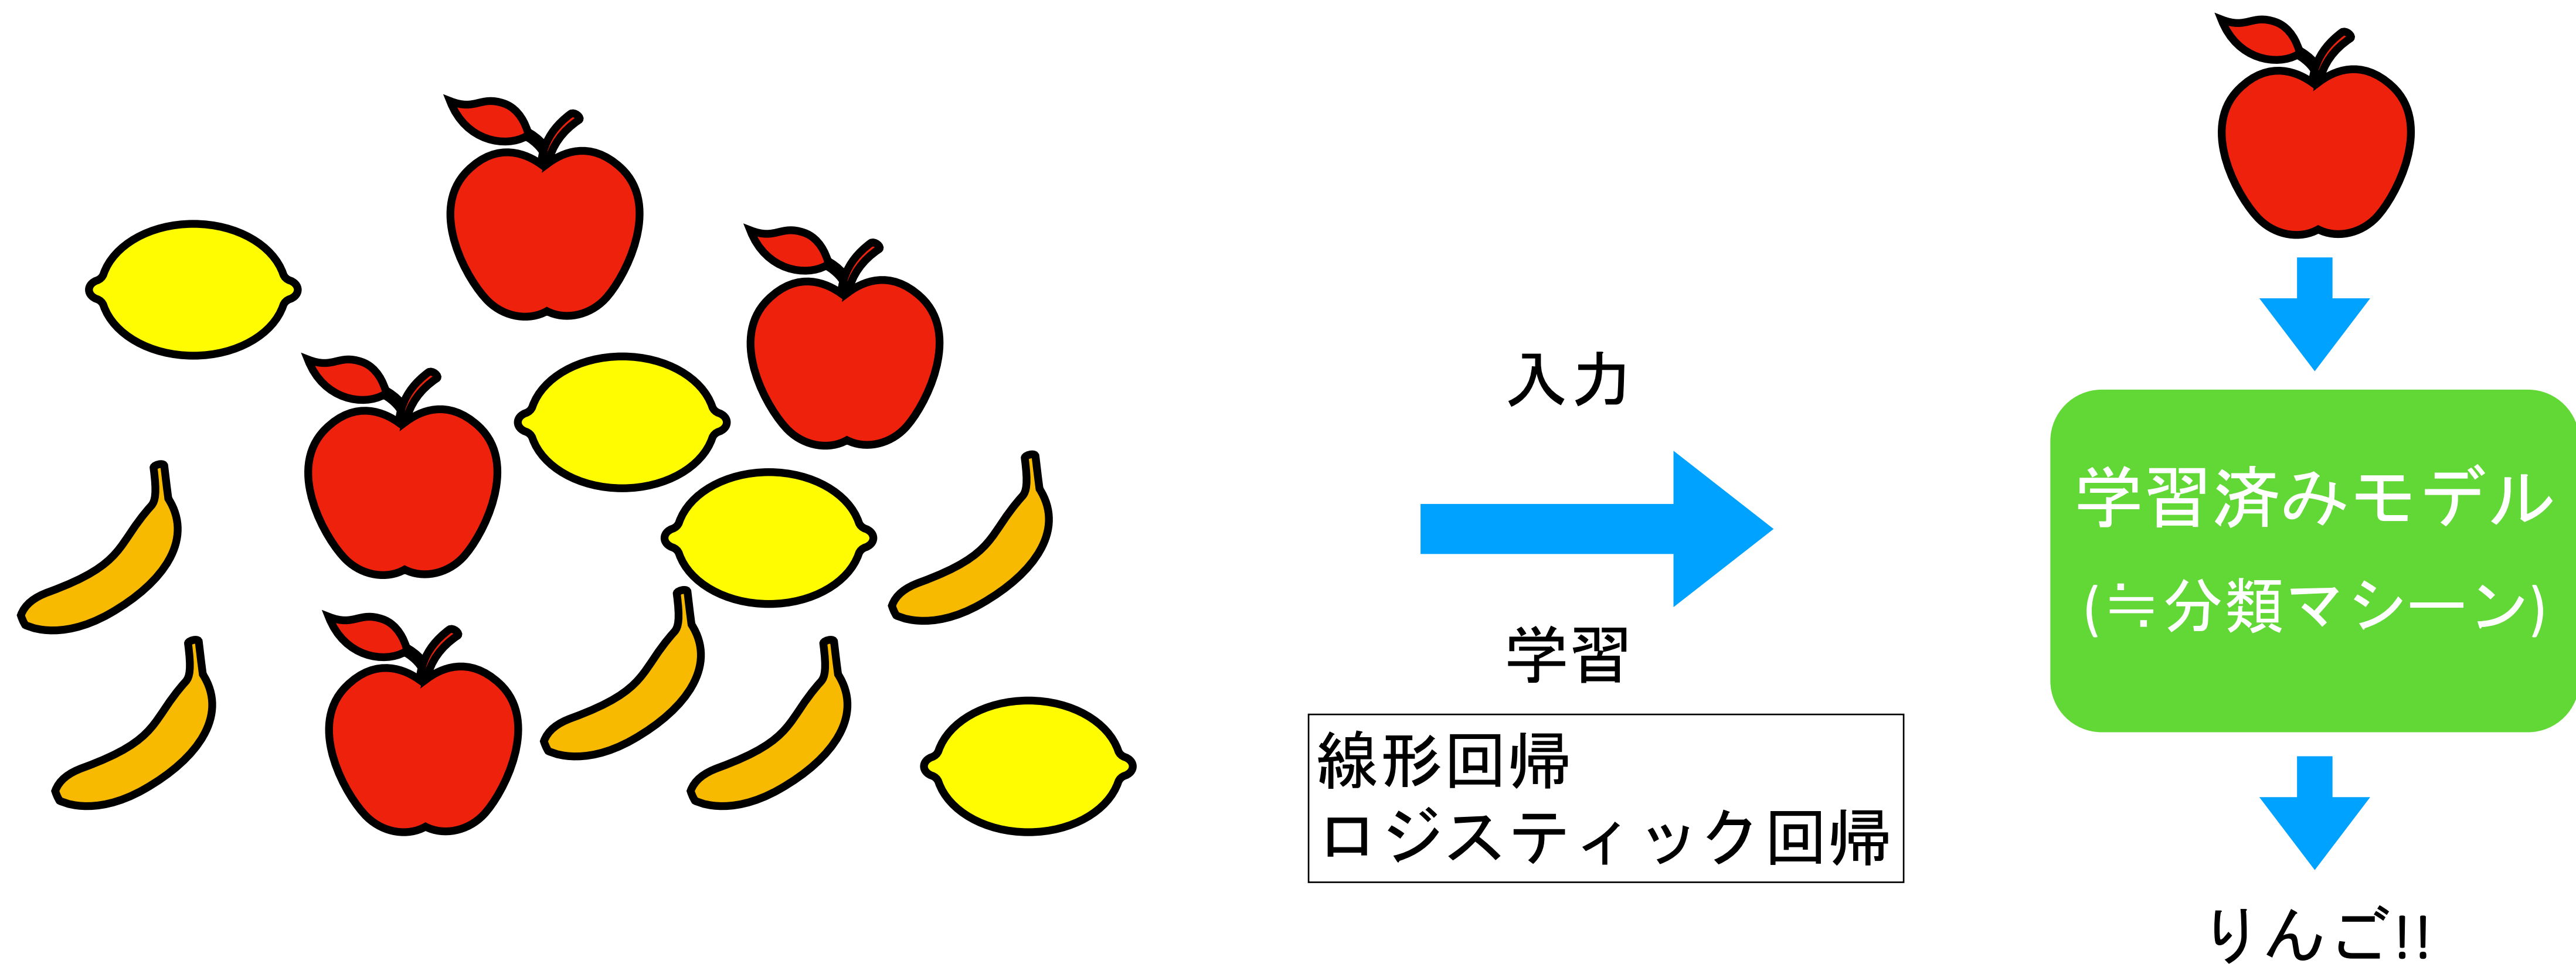 入力
学習
線形回帰
ロジスティック回帰
学習済みモデル
(≒分類マシーン)
りんご!!